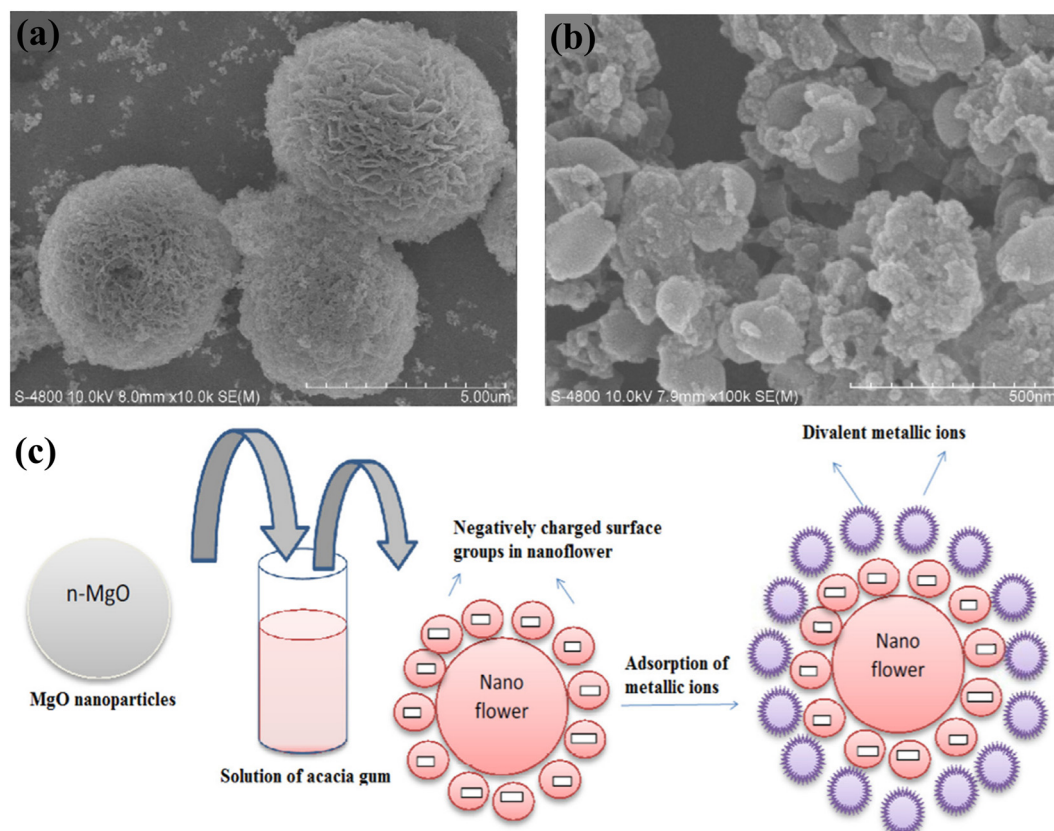 (a)
S-4800 10.0kV 8.0mm x10.0k SE(M)
5.00um
(b)
S-4800 10.0kV 7.9mm x100k SE(M)
500nm
(c)
n-MgO
MgO nanoparticles
Solution of acacia gum
Negatively charged surface
groups in nanoflower
Nano
flower
Adsorption of
metallic ions
Divalent metallic ions
Nano
flower